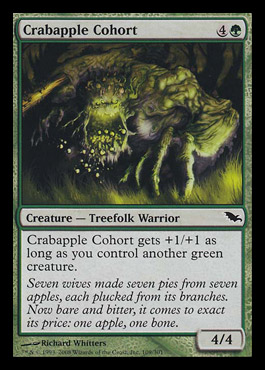 Crabapple Cohort 4
Creature — Treefolk Warrior
Crabapple Cohort gets +1/+1 as
long as you control another green
creature.
Seven wives made seven pies from seven
apples, each plucked from its branches.
Now bare and bitter, it comes to exact
its price: one apple, one bone.
Richard Whitters
4/4